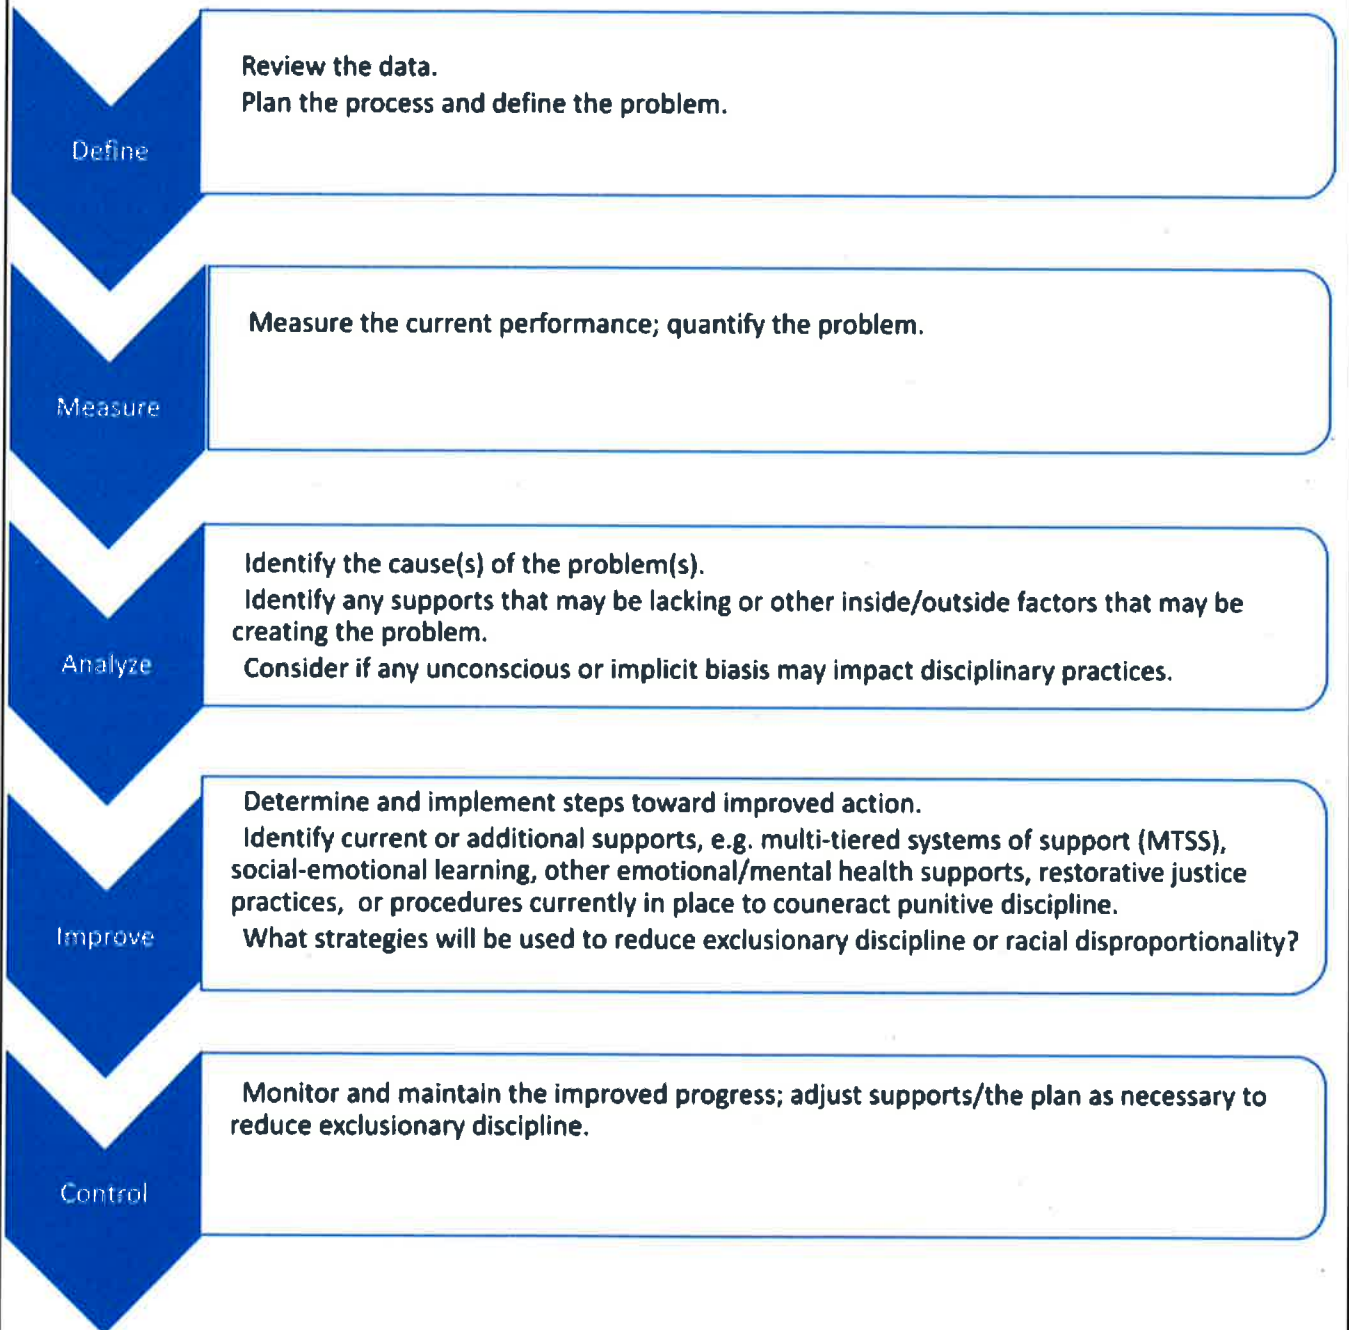 Define
Review the data.
Plan the process and define the problem.
Measure
Measure the current performance; quantify the problem.
Analyze
Identify the cause(s) of the problem(s).
Identify any supports that may be lacking or other inside/outside factors that may be
creating the problem.
Consider if any unconscious or implicit biasis may impact disciplinary practices.
Improve
Determine and implement steps toward improved action.
Identify current or additional supports, e.g. multi-tiered systems of support (MTSS),
social-emotional learning, other emotional/mental health supports, restorative justice
practices, or procedures currently in place to couneract punitive discipline.
What strategies will be used to reduce exclusionary discipline or racial disproportionality?
Control
Monitor and maintain the improved progress; adjust supports/the plan as necessary to
reduce exclusionary discipline.